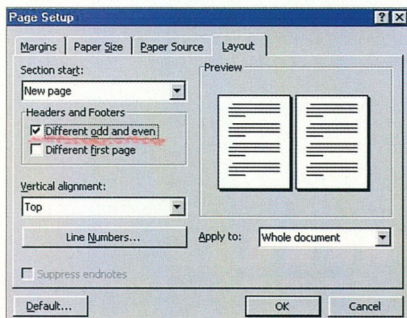 Page Setup
Margins
Paper Size
Paper Source
Layout
Section start:
New page
Headers and Footers
Different odd and even
Different first page
Vertical alignment:
Top
Line Numbers...
Suppress endnotes
Preview
Apply to:
Whole document
Default...
OK
Cancel